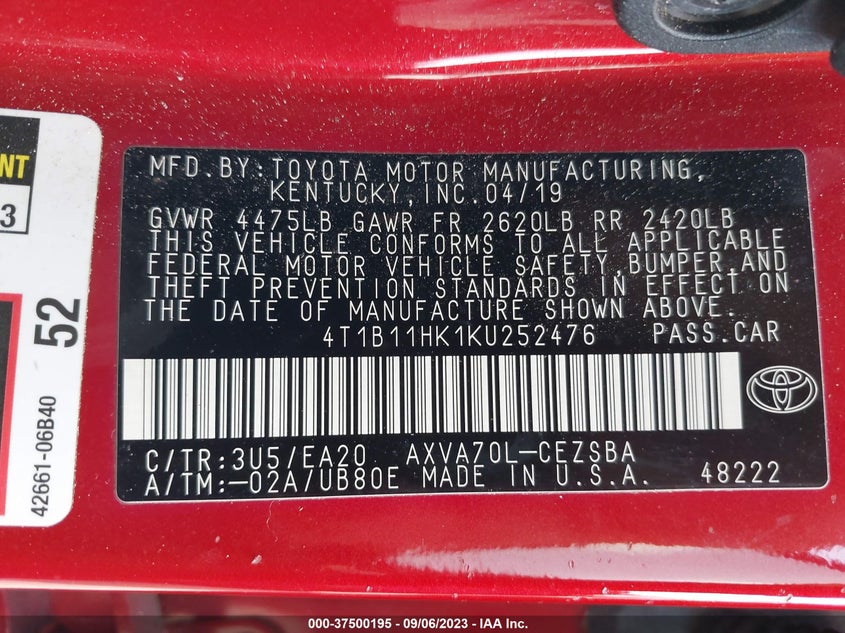 NT
3
52
42661-06B40
MFD.BY:TOYOTA MOTOR MANUFACTURING,
KENTUCKY,INC.04/19
GVWR 4475LB GAWR FR 2620LB RR 2420LB
THIS VEHICLE CONFORMS TO ALL APPLICABLE
FEDERAL MOTOR VEHICLE SAFETY,BUMPER,AND
THEFT PREVENTION STANDARDS IN EFFECT ON
THE DATE OF MANUFACTURE SHOWN ABOVE.
4T1B11HK1KU252476 PASS.CAR
C/TR:3U5/EA20 AXVA70L-CEZSBA
A/TM:-02A/UB80E MADE IN U.S.A. 48222
000-37500195 - 09/06/2023 - IAA Inc.